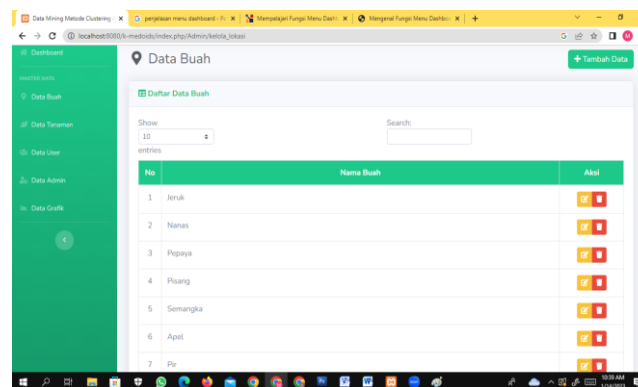 Data Mining Metode Clustering
penjelasan menu dashboard
Mempelajari Fungsi Menu Dashb
Mengenal Fungsi Menu Dashbo
localhost:8080/k-medoids/index.php/Admin/kelola_lokasi
Dashboard
MASTER DATA
Data Buah
Data Tanaman
Data User
Data Admin
Data Grafik
Data Buah
+ Tambah Data
Daftar Data Buah
Show
10
entries
Search:
No Nama Buah Aksi
1 Jeruk
2 Nanas
3 Pepaya
4 Pisang
5 Semangka
6 Apel
7 Pir
10:39 AM